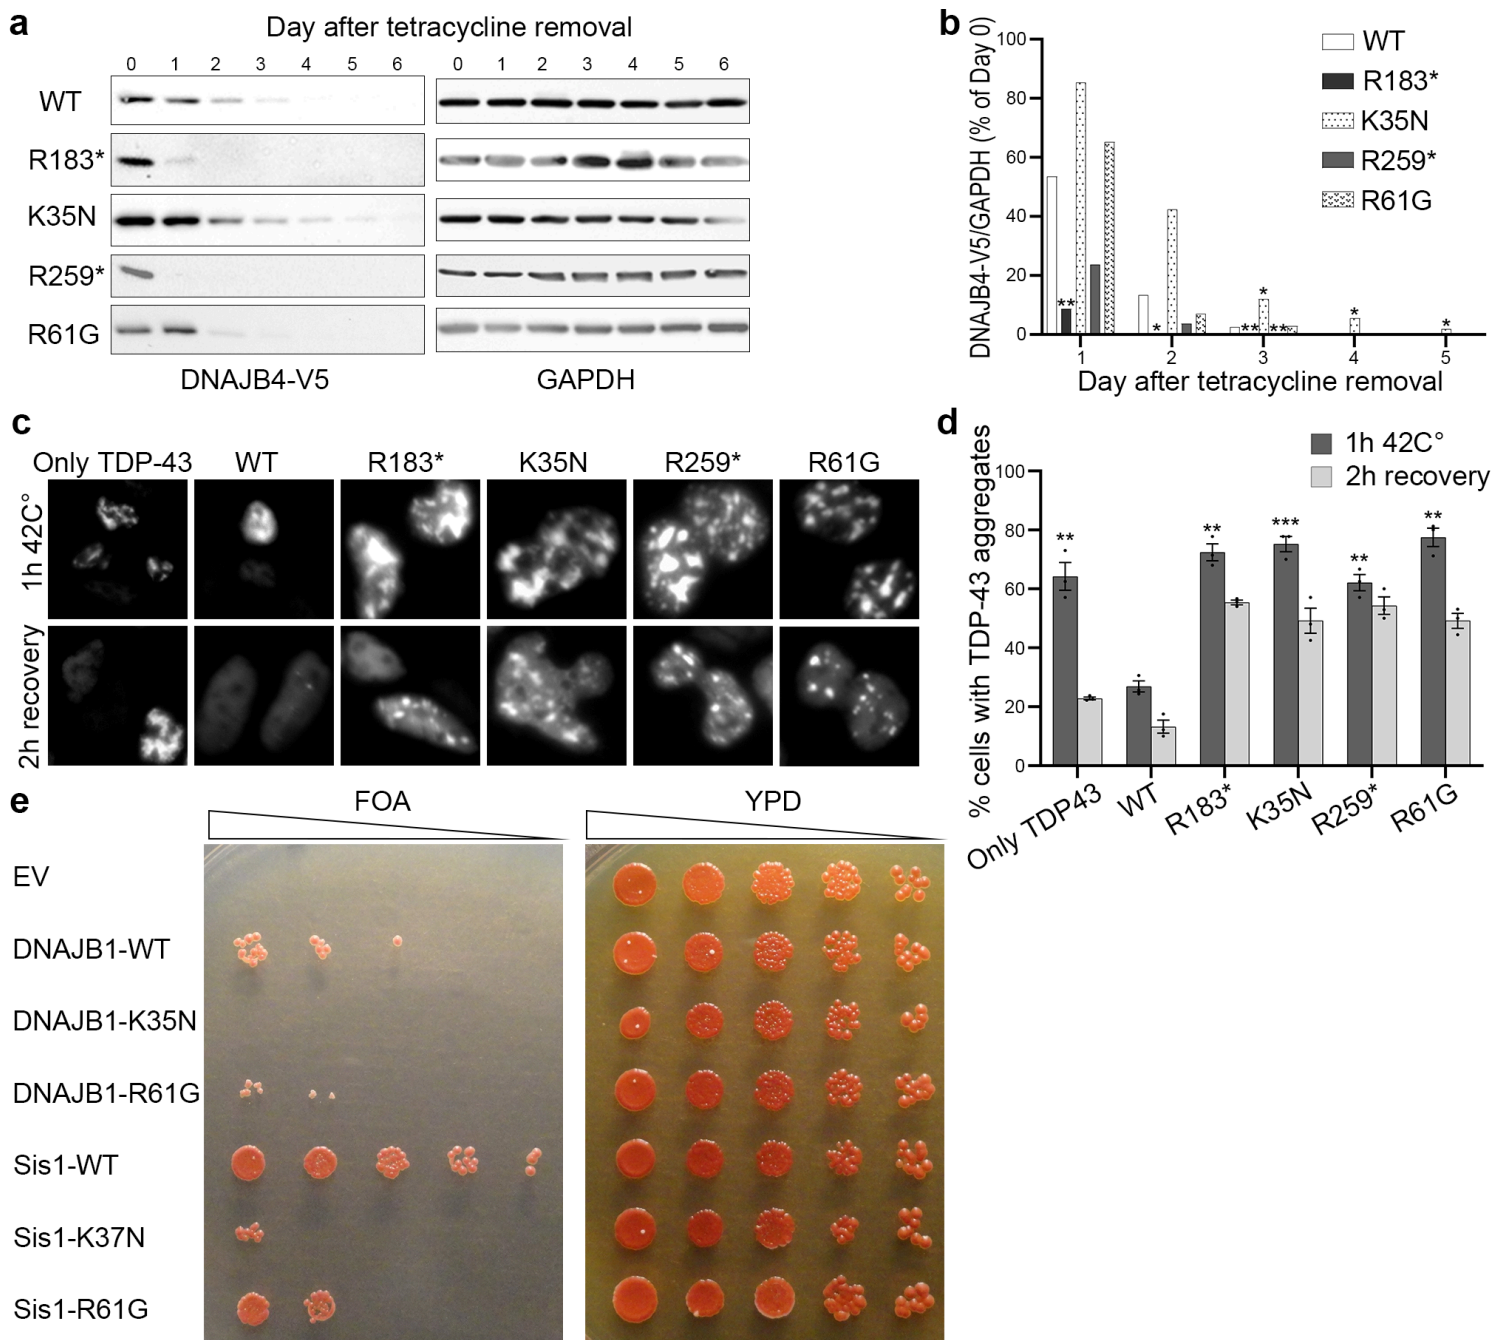 a
Day after tetracycline removal
0 1 2 3 4 5 6
0 1 2 3 4 5 6
WT
R183*
K35N
R259*
R61G
DNAJB4-V5
GAPDH
b
DNAJB4-V5/GAPDH (% of Day 0)
100
80
60
40
20
0
** * ** ** * * *
1 2 3 4 5
Day after tetracycline removal
WT
R183*
K35N
R259*
R61G
c
Only TDP-43 WT R183* K35N R259* R61G
1h 42C°
2h recovery
d
% cells with TDP-43 aggregates
100
80
60
40
20
0
1h 42C°
2h recovery
** ** *** ** **
Only TDP43 WT R183* K35N R259* R61G
e
FOA
YPD
EV
DNAJB1-WT
DNAJB1-K35N
DNAJB1-R61G
Sis1-WT
Sis1-K37N
Sis1-R61G